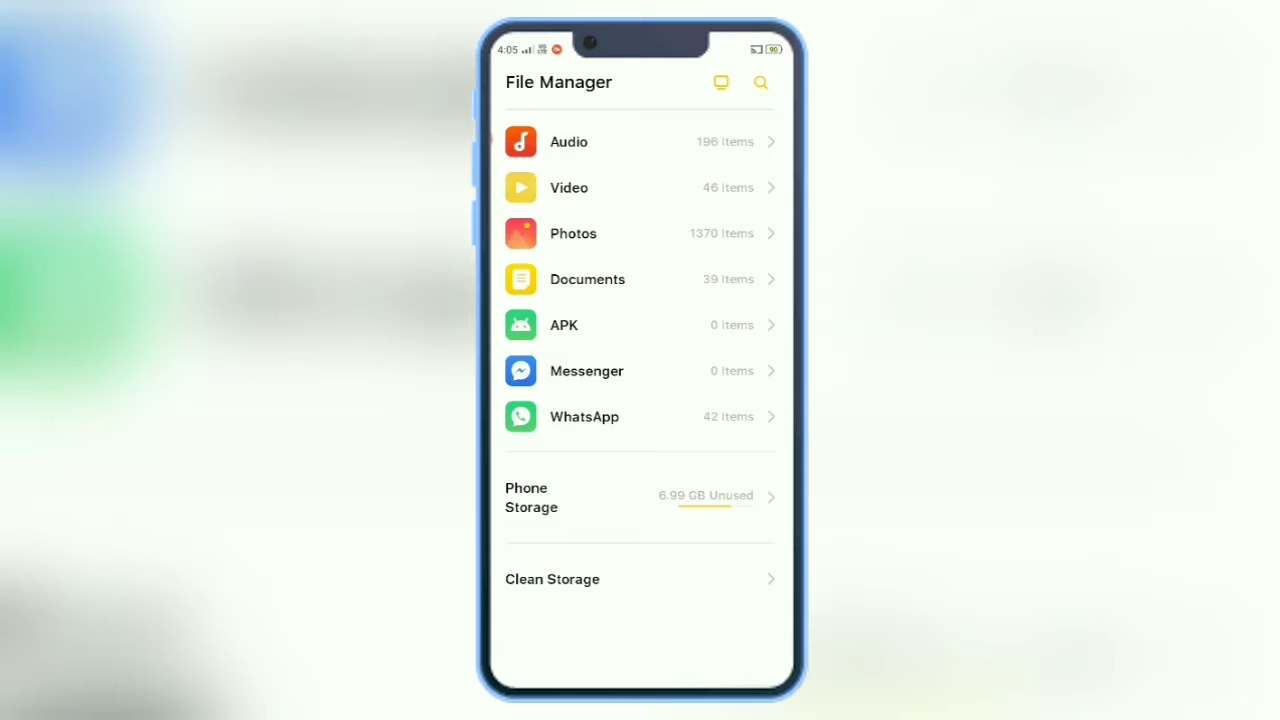 4:05
90
File Manager
Audio 196 Items
Video 46 Items
Photos 1370 Items
Documents 39 Items
APK 0 Items
Messenger 0 Items
WhatsApp 42 Items
Phone
Storage
6.99 GB Unused
Clean Storage